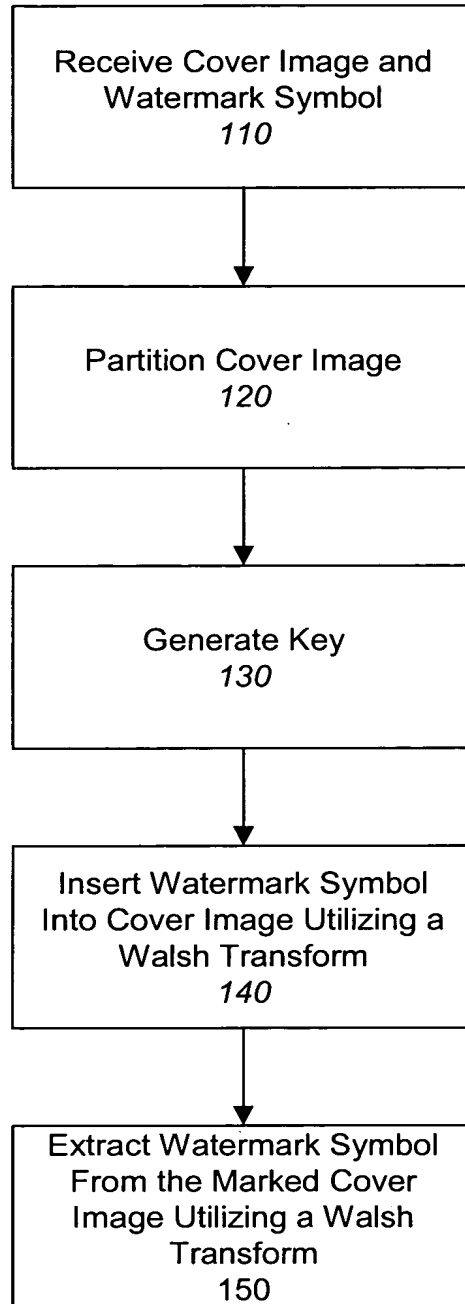 Receive Cover Image and
Watermark Symbol
110
Partition Cover Image
120
Generate Key
130
Insert Watermark Symbol
Into Cover Image Utilizing a
Walsh Transform
140
Extract Watermark Symbol
From the Marked Cover
Image Utilizing a Walsh
Transform
150